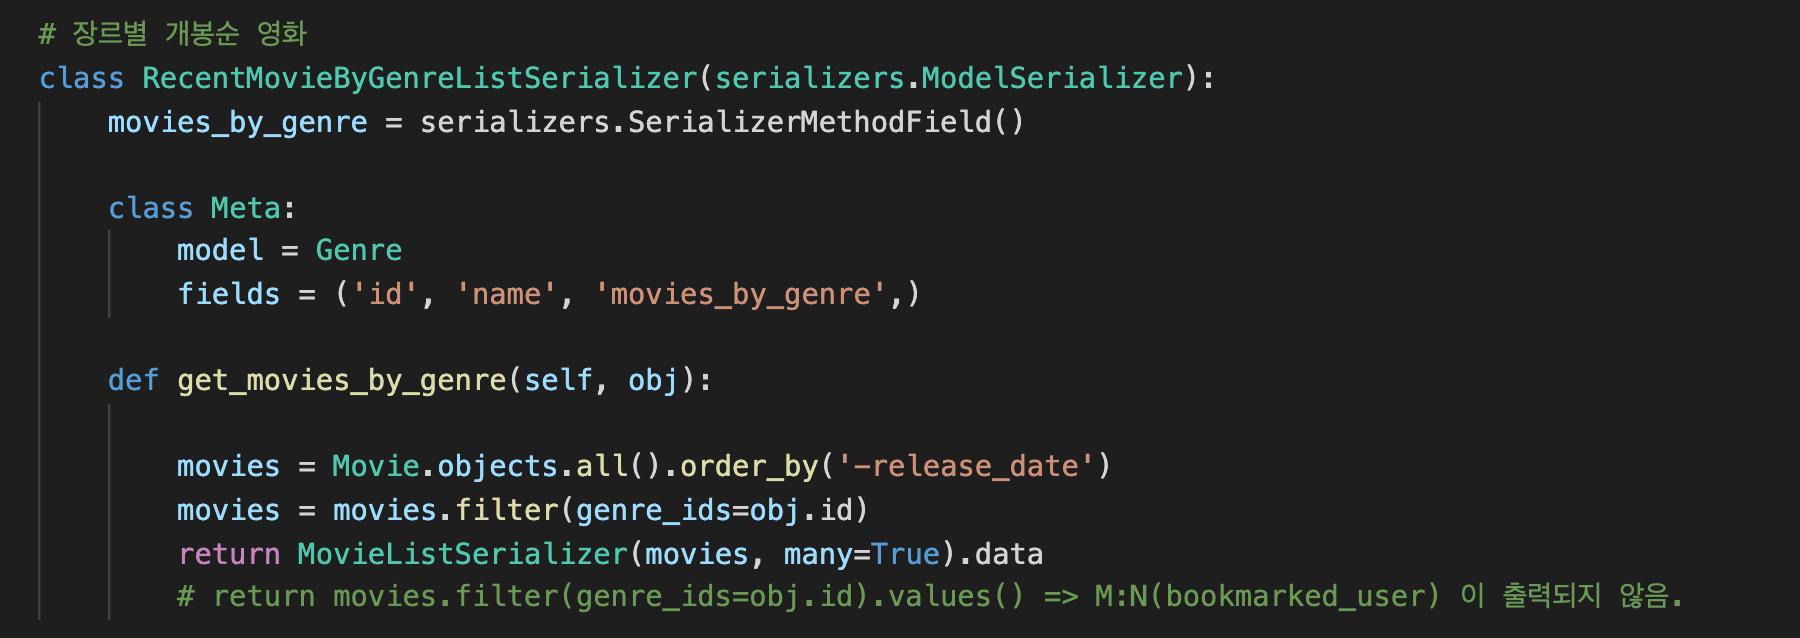 # 장르별 개봉순 영화
class RecentMovieByGenreListSerializer(serializers.ModelSerializer):
    movies_by_genre = serializers.SerializerMethodField()
    class Meta:
        model = Genre
        fields = ('id', 'name', 'movies_by_genre',)
    def get_movies_by_genre(self, obj):
        movies = Movie.objects.all().order_by('-release_date')
        movies = movies.filter(genre_ids=obj.id)
        return MovieListSerializer(movies, many=True).data
        # return movies.filter(genre_ids=obj.id).values() => M:N(bookmarked_user) 이 출력되지 않음.